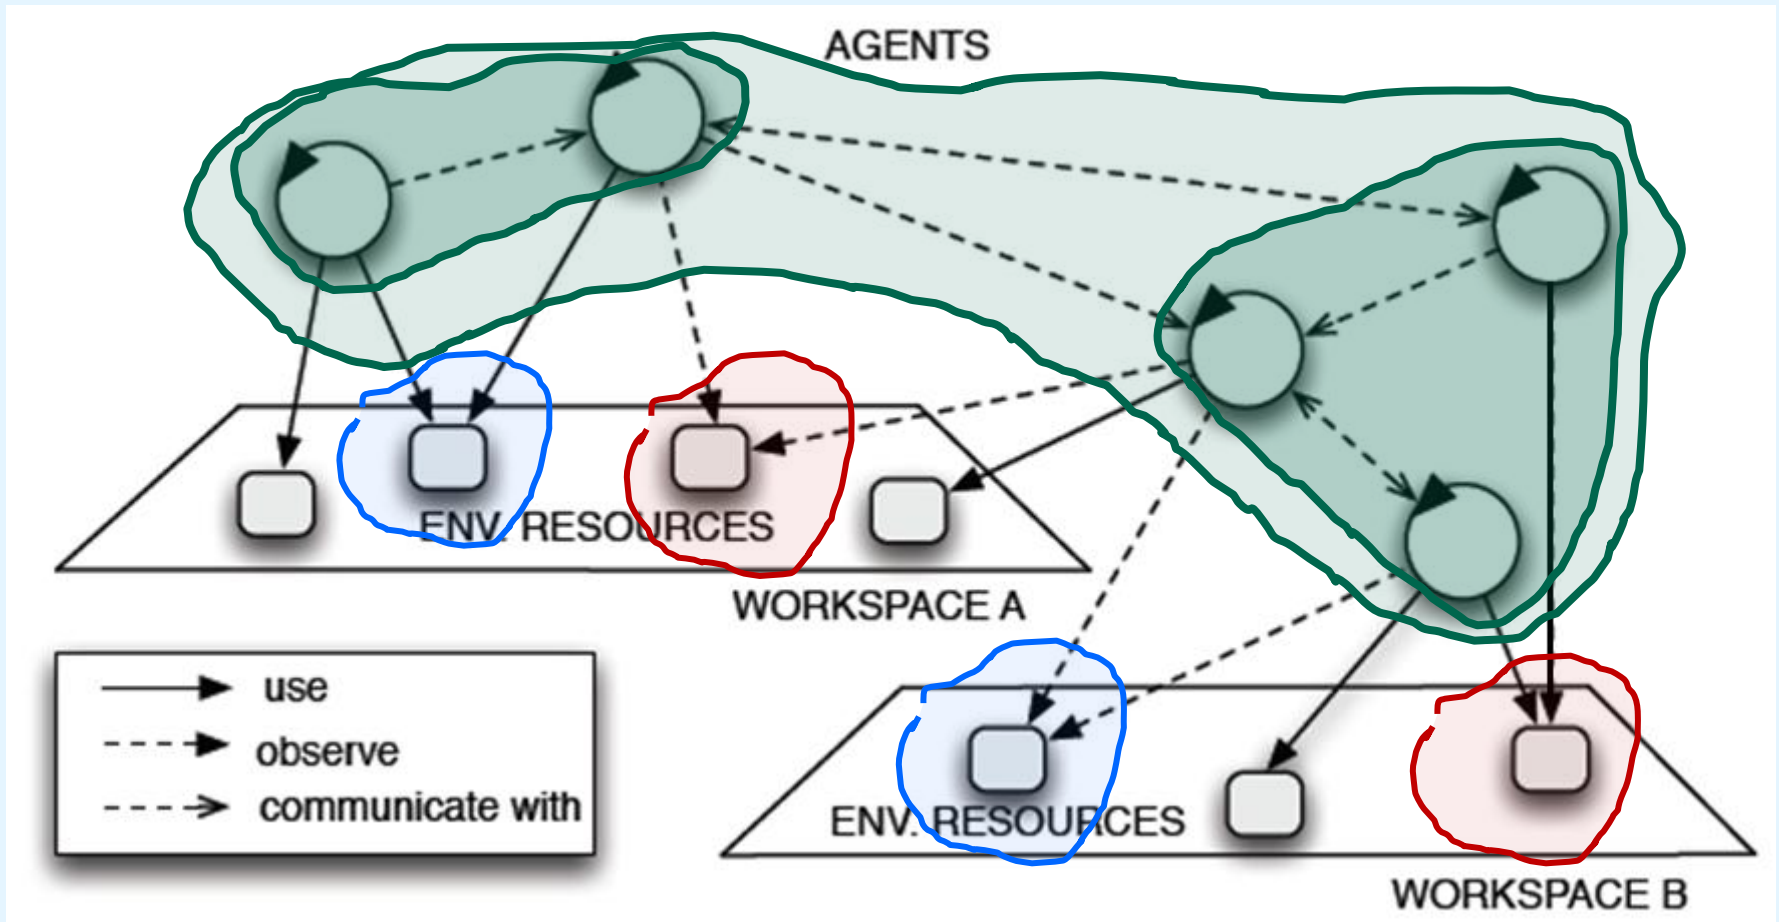 AGENTS
ENV. RESOURCES
WORKSPACE A
use
observe
communicate with
ENV. RESOURCES
WORKSPACE B